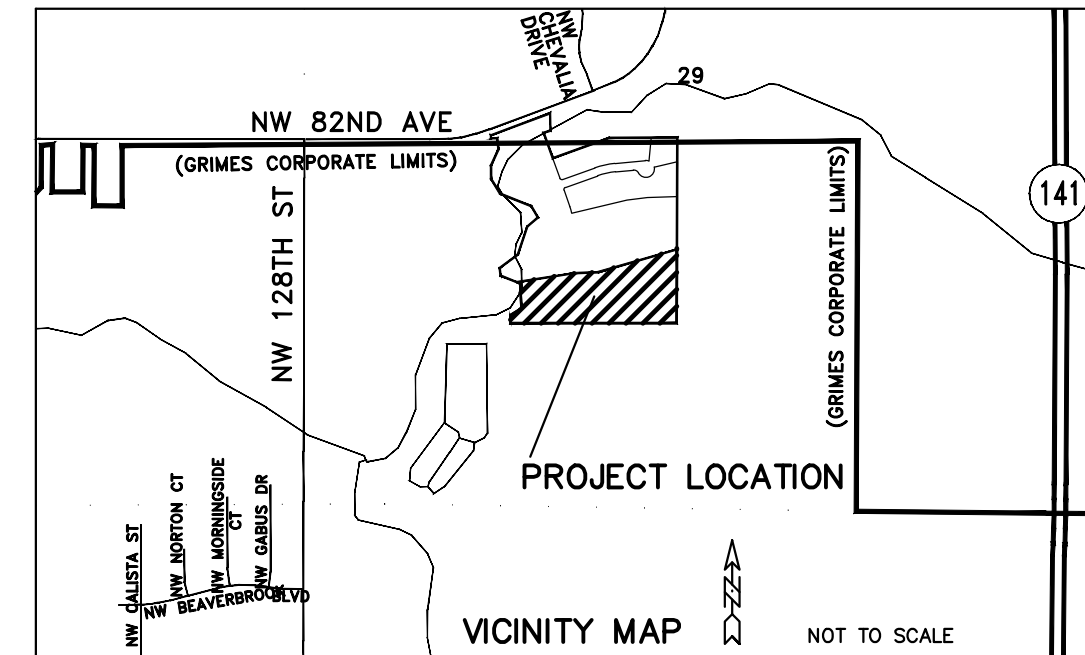 NW
CHEVALIA
DRIVE
29
NW 82ND AVE
(GRIMES CORPORATE LIMITS)
141
NW 128TH ST
(GRIMES CORPORATE LIMITS)
PROJECT LOCATION
NW CALISTA ST
NW NORTON CT
NW MORNINGSIDE
CT
NW GABUS DR
NW BEAVERBROOK BLVD
N
VICINITY MAP
NOT TO SCALE